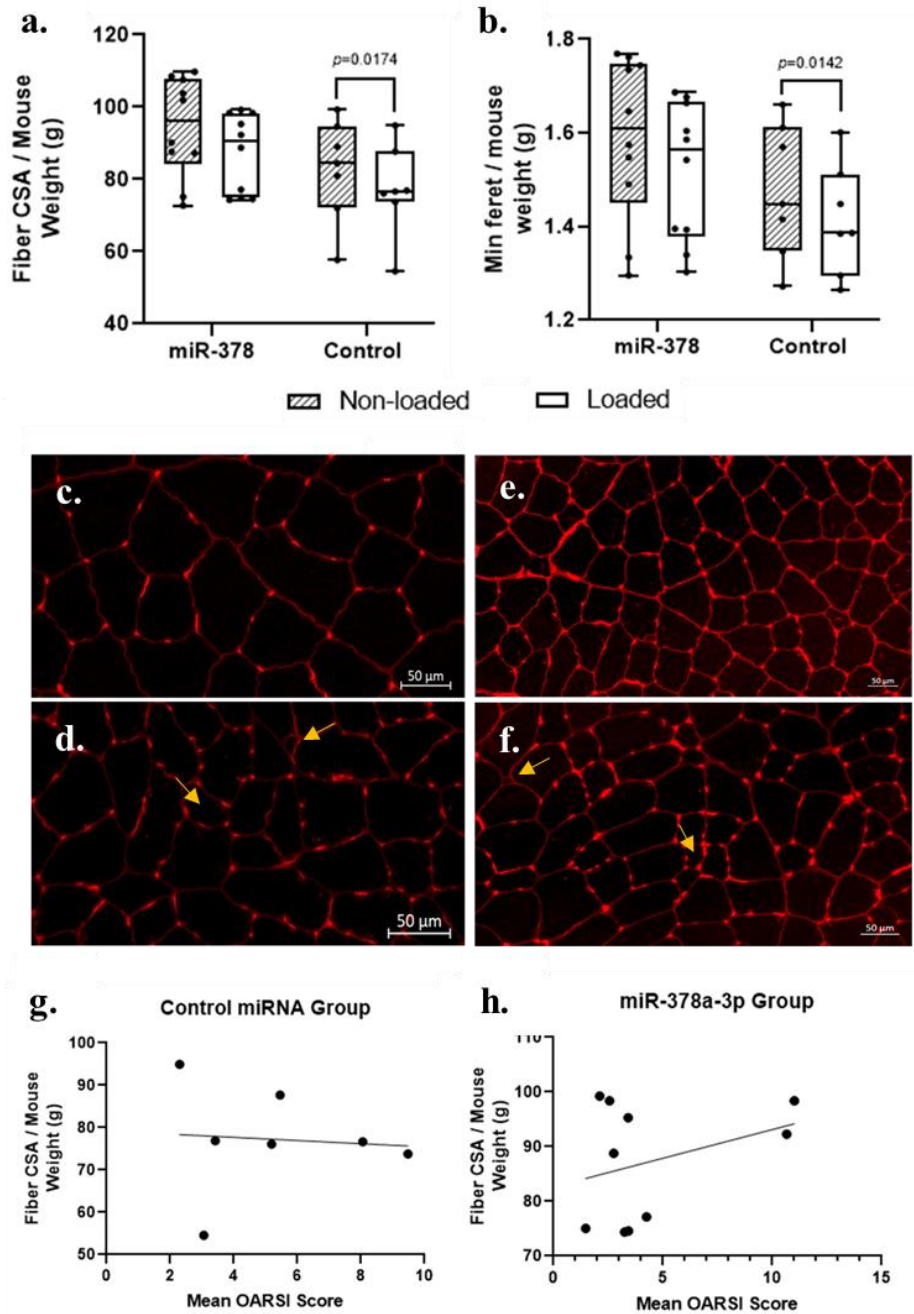 a.
Fiber CSA / Mouse
Weight (g)
120
100
80
60
40
p=0.0174
miR-378
Control
b.
Min feret / mouse
weight (g)
1.8
1.6
1.4
1.2
p=0.0142
miR-378
Control
Non-loaded
Loaded
c.
50 µm
e.
50 µm
d.
50 µm
f.
50 µm
g.
Control miRNA Group
Fiber CSA / Mouse
Weight (g)
100
90
80
70
60
50
0
2
4
6
8
10
Mean OARSI Score
h.
miR-378a-3p Group
Fiber CSA / Mouse
Weight (g)
110
100
90
80
70
0
5
10
15
Mean OARSI Score